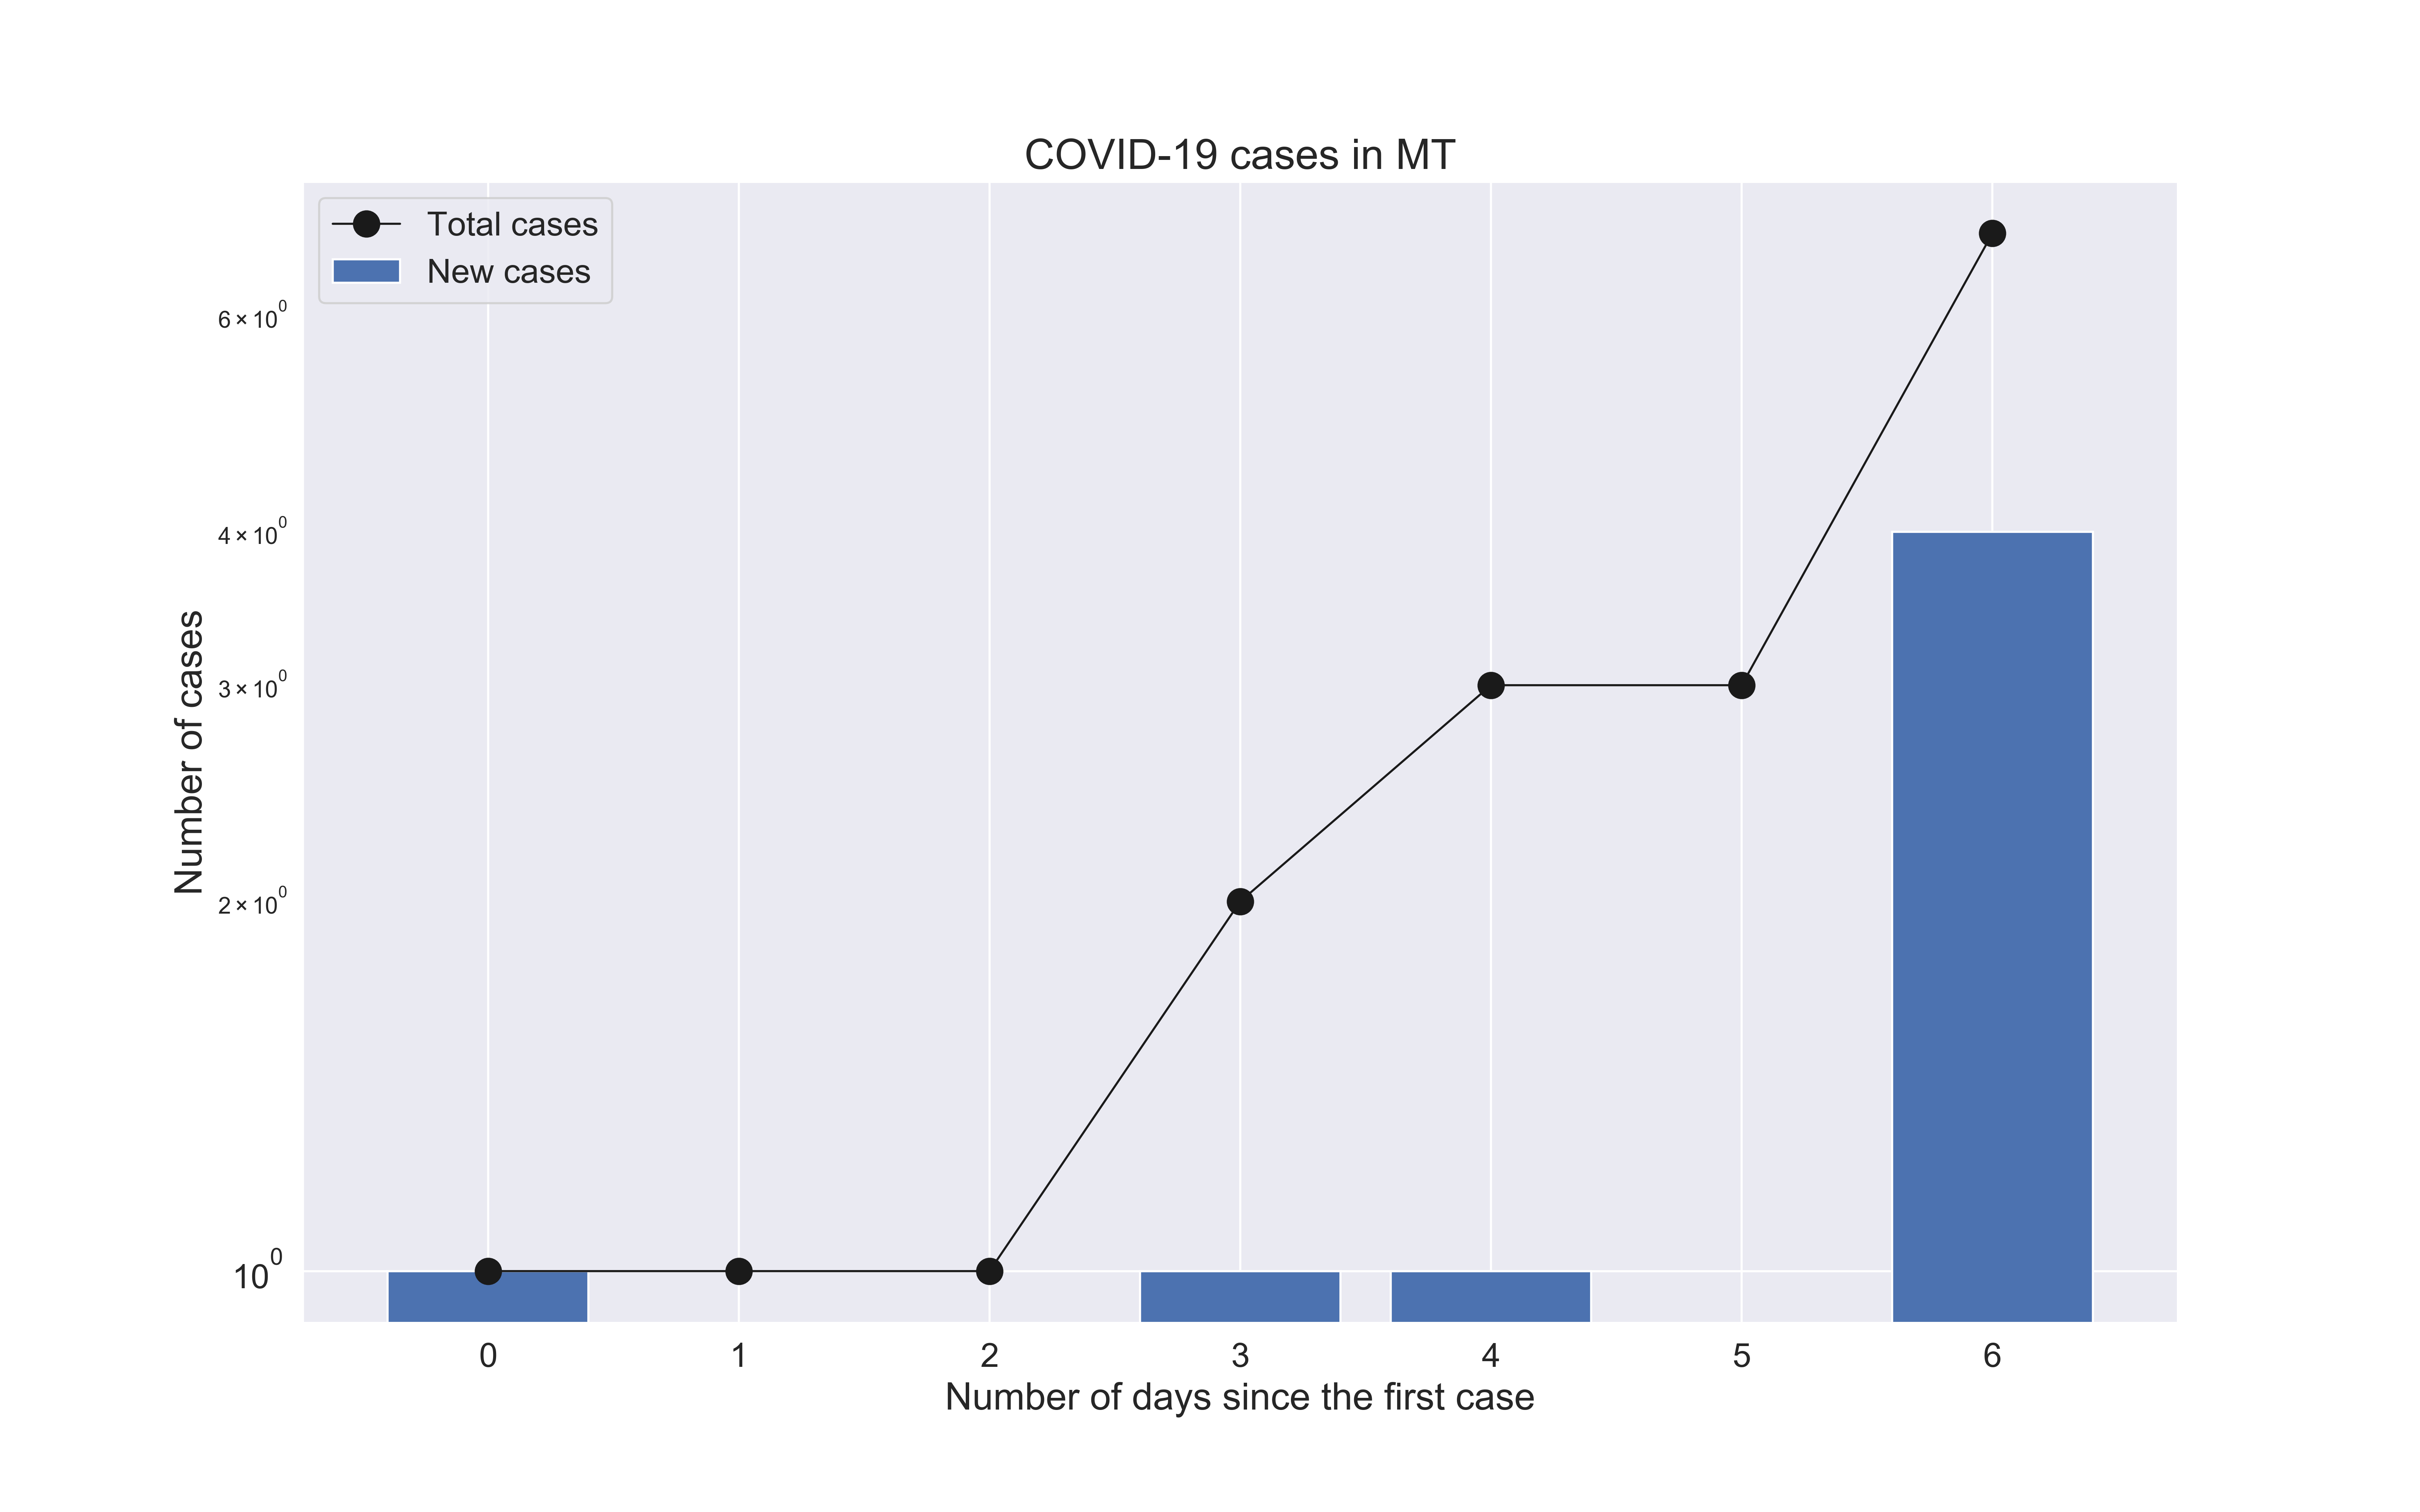 COVID-19 cases in MT
Total cases
New cases
6 × 10⁰
4 × 10⁰
3 × 10⁰
2 × 10⁰
10⁰
Number of cases
0 1 2 3 4 5 6
Number of days since the first case